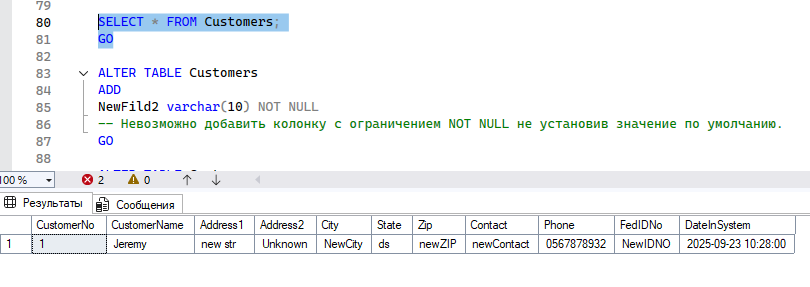 79
80 SELECT * FROM Customers;
81 GO
82
83 ALTER TABLE Customers
84 ADD
85 NewFild2 varchar(10) NOT NULL
86 -- Невозможно добавить колонку с ограничением NOT NULL не установив значение по умолчанию.
87 GO
88
100 % 2 0
Результаты Сообщения
CustomerNo CustomerName Address1 Address2 City State Zip Contact Phone FedIDNo DateInSystem
1 1 Jeremy new str Unknown NewCity ds newZIP newContact 0567878932 NewIDNO 2025-09-23 10:28:00